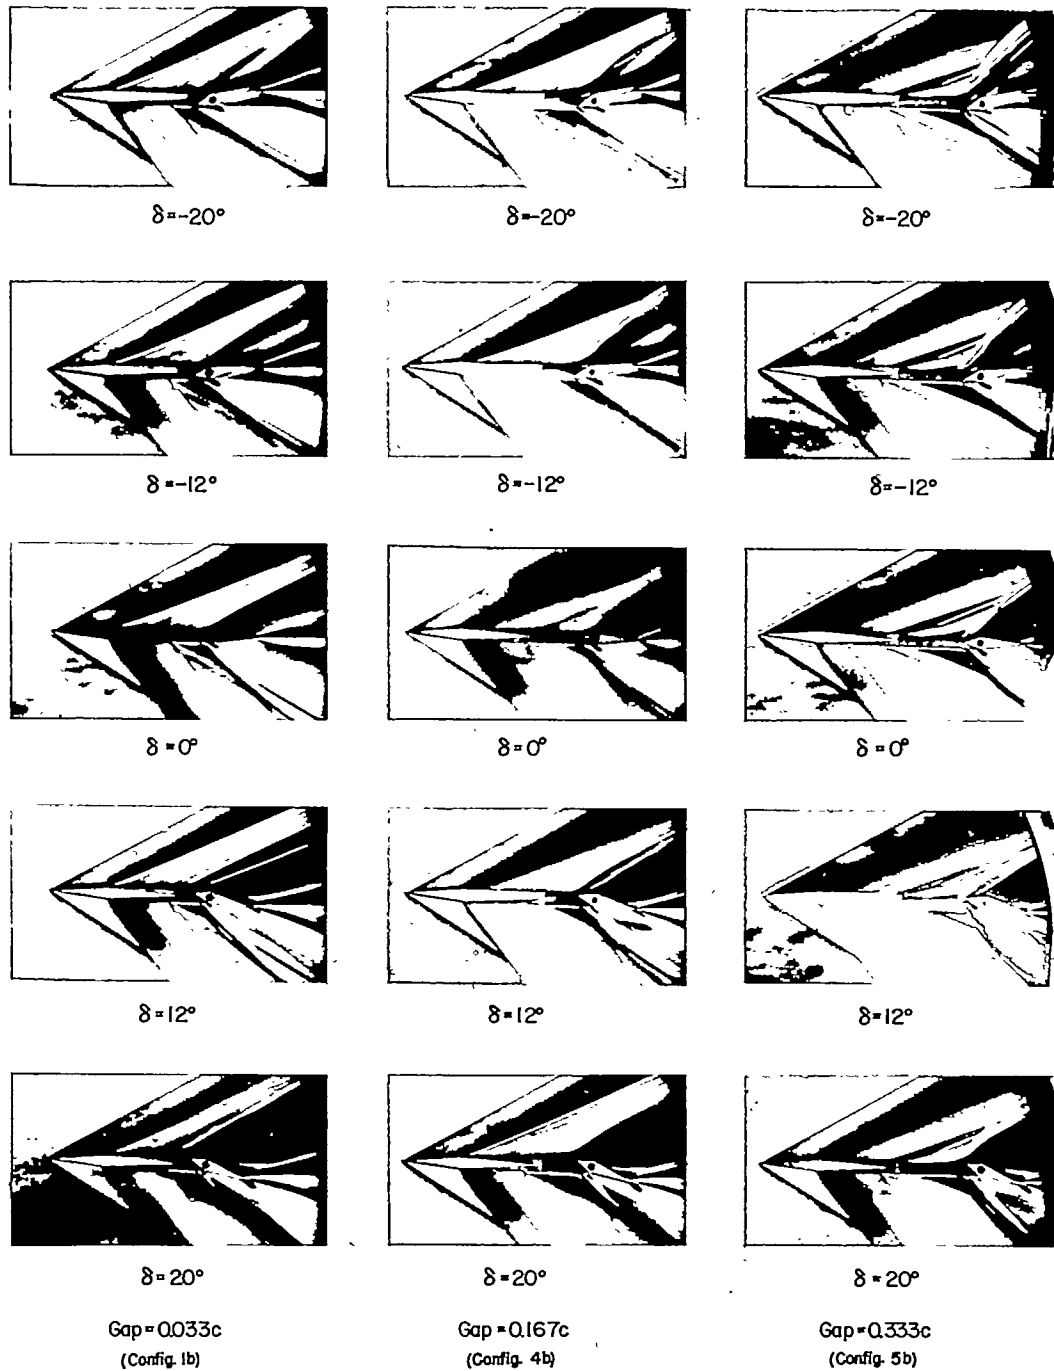 δ=-20° δ=-20° δ=-20°
δ=-12° δ=-12° δ=-12°
δ=0° δ=0° δ=0°
δ=12° δ=12° δ=12°
δ=20° δ=20° δ=20°
Gap=0.033c Gap=0.167c Gap=0.333c
(Config. 1b) (Config. 4b) (Config. 5b)